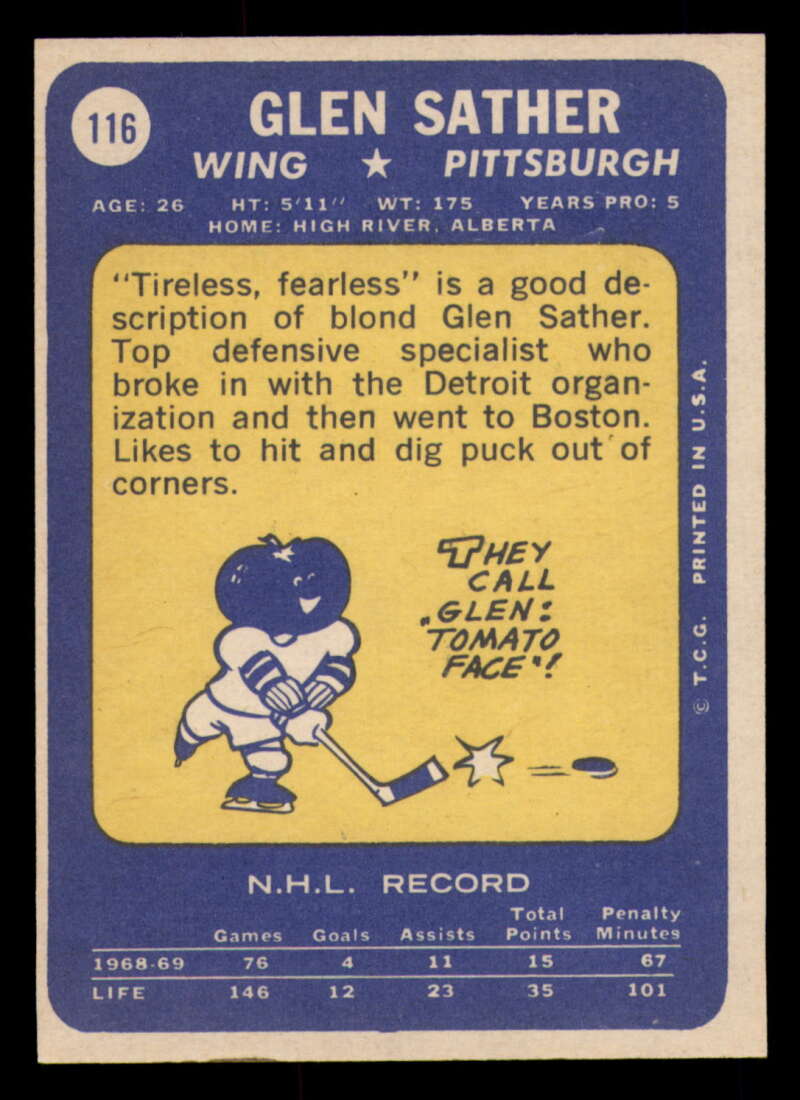 116
GLEN SATHER
WING ★ PITTSBURGH
AGE: 26 HT: 5'11" WT: 175 YEARS PRO: 5
HOME: HIGH RIVER, ALBERTA
"Tireless, fearless" is a good de-
scription of blond Glen Sather.
Top defensive specialist who
broke in with the Detroit organ-
ization and then went to Boston.
Likes to hit and dig puck out of
corners.
THEY
CALL
„GLEN:
TOMATO
FACE"!
© T.C.G. PRINTED IN U.S.A.
N.H.L. RECORD
Total Penalty
Games Goals Assists Points Minutes
1968-69 76 4 11 15 67
LIFE 146 12 23 35 101